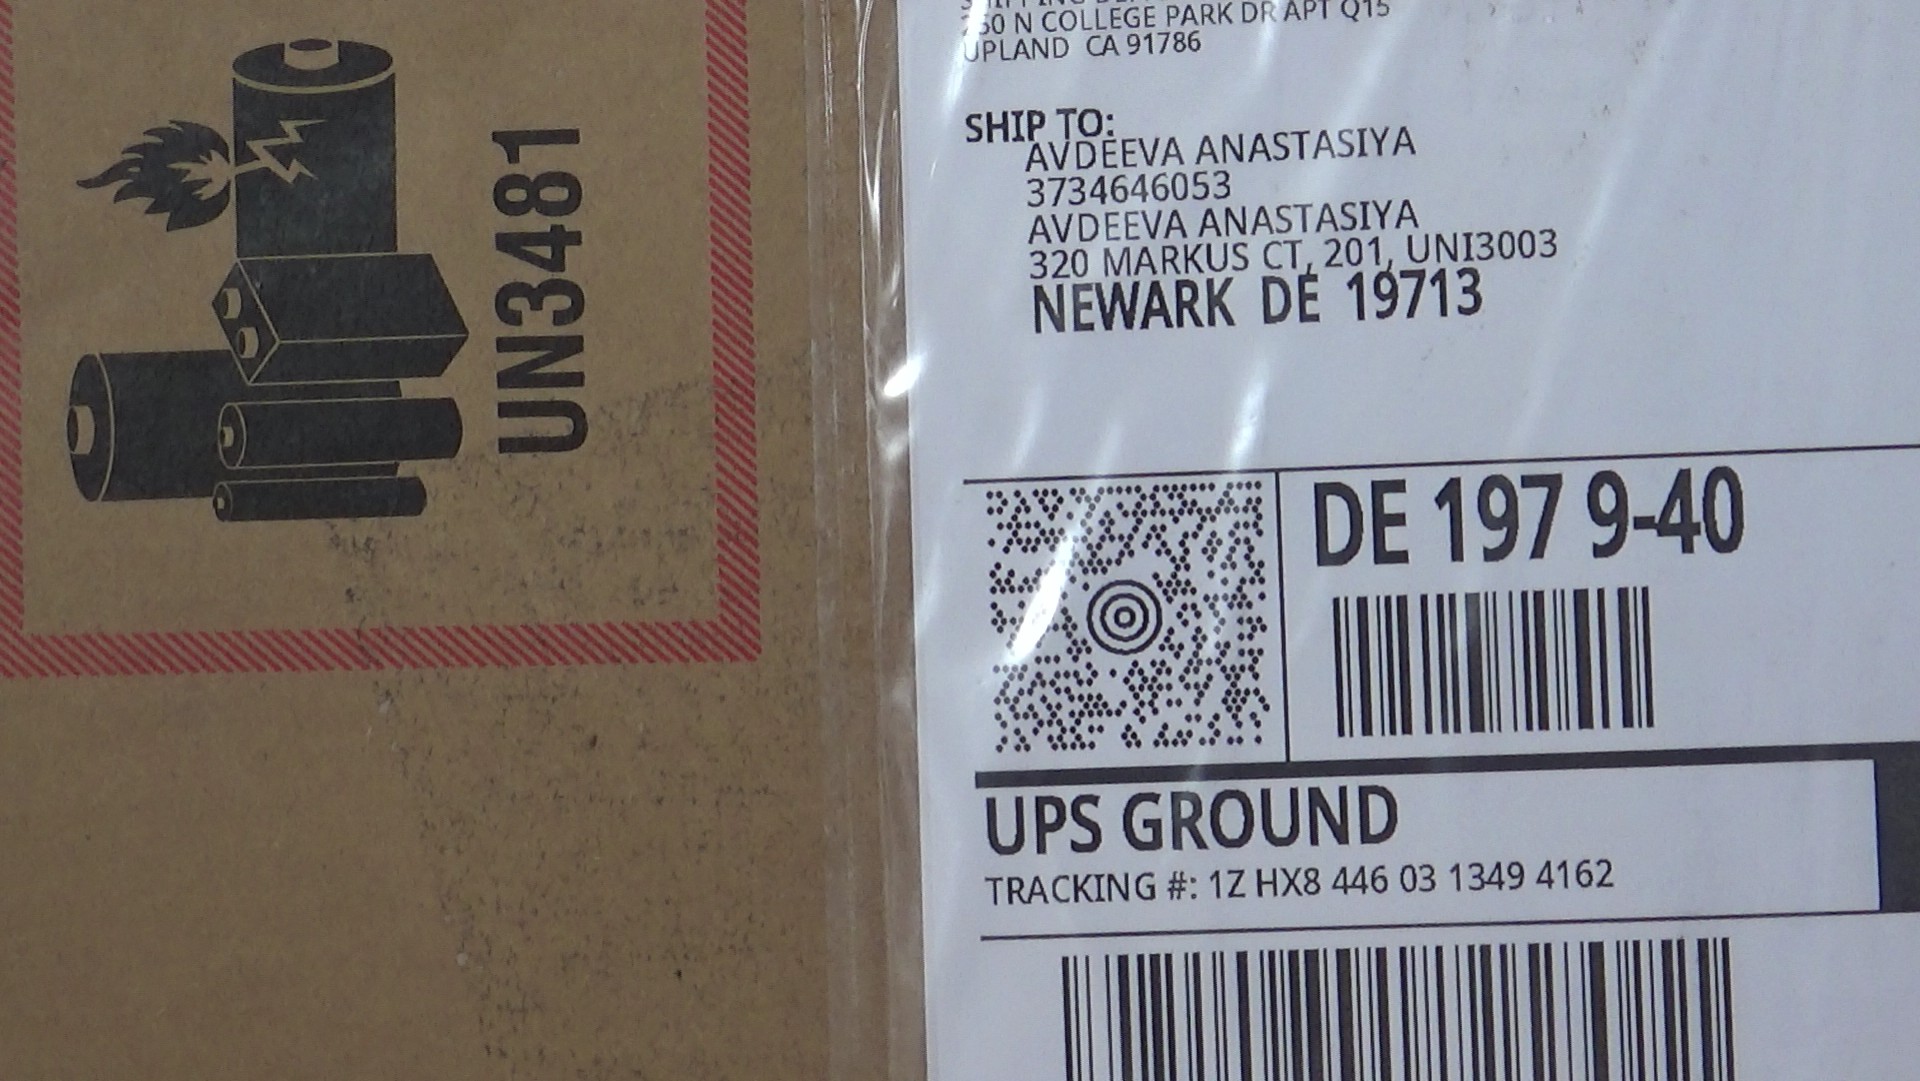 UN3481
N COLLEGE PARK DR APT Q15
UPLAND CA 91786
SHIP TO:
AVDEEVA ANASTASIYA
3734646053
AVDEEVA ANASTASIYA
320 MARKUS CT, 201, UNI3003
NEWARK DE 19713
DE 197 9-40
UPS GROUND
TRACKING #: 1Z HX8 446 03 1349 4162